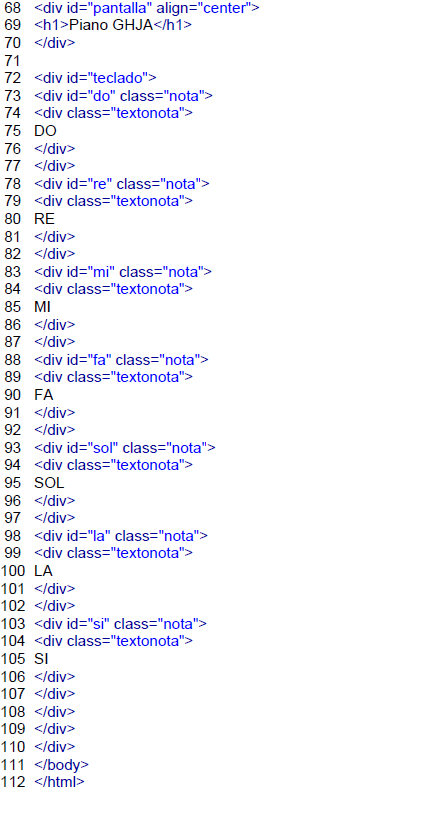 68 <div id="pantalla" align="center">
69 <h1>Piano GHJA</h1>
70 </div>
71
72 <div id="teclado">
73 <div id="do" class="nota">
74 <div class="textonota">
75 DO
76 </div>
77 </div>
78 <div id="re" class="nota">
79 <div class="textonota">
80 RE
81 </div>
82 </div>
83 <div id="mi" class="nota">
84 <div class="textonota">
85 MI
86 </div>
87 </div>
88 <div id="fa" class="nota">
89 <div class="textonota">
90 FA
91 </div>
92 </div>
93 <div id="sol" class="nota">
94 <div class="textonota">
95 SOL
96 </div>
97 </div>
98 <div id="la" class="nota">
99 <div class="textonota">
100 LA
101 </div>
102 </div>
103 <div id="si" class="nota">
104 <div class="textonota">
105 SI
106 </div>
107 </div>
108 </div>
109 </div>
110 </div>
111 </body>
112 </html>